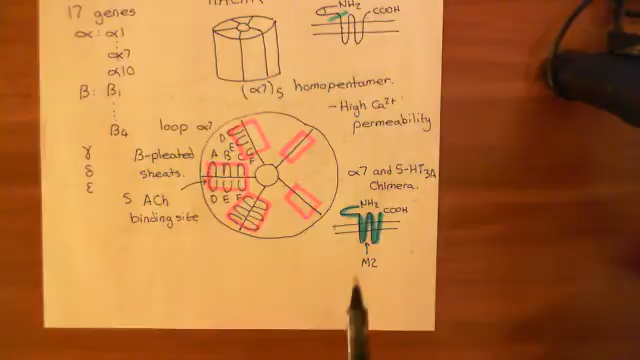 17 genes
α: α1
α7
α10
β: β1
β4
γ
δ
ε
NH2
COOH
(α7)5 homopentamer.
- High Ca2+
permeability
loop α7
β-pleated
sheets.
5 ACh
binding site
D
E
F
A B C
D E F
α7 and 5-HT3A
Chimera.
NH2
COOH
M2